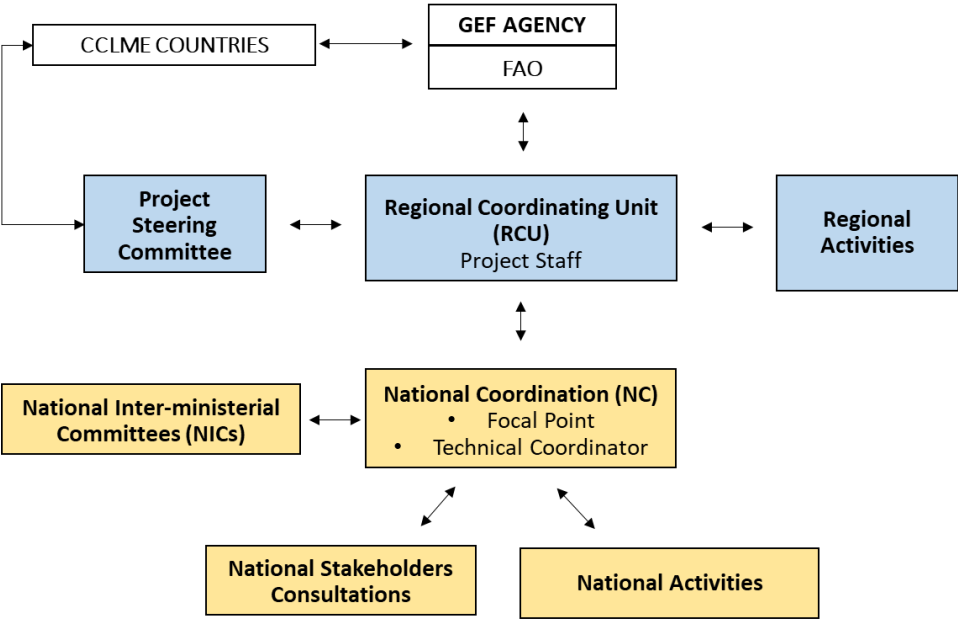 CCLME COUNTRIES
GEF AGENCY
FAO
Project
Steering
Committee
Regional Coordinating Unit
(RCU)
Project Staff
Regional
Activities
National Inter-ministerial
Committees (NICs)
National Coordination (NC)
• Focal Point
• Technical Coordinator
National Stakeholders
Consultations
National Activities